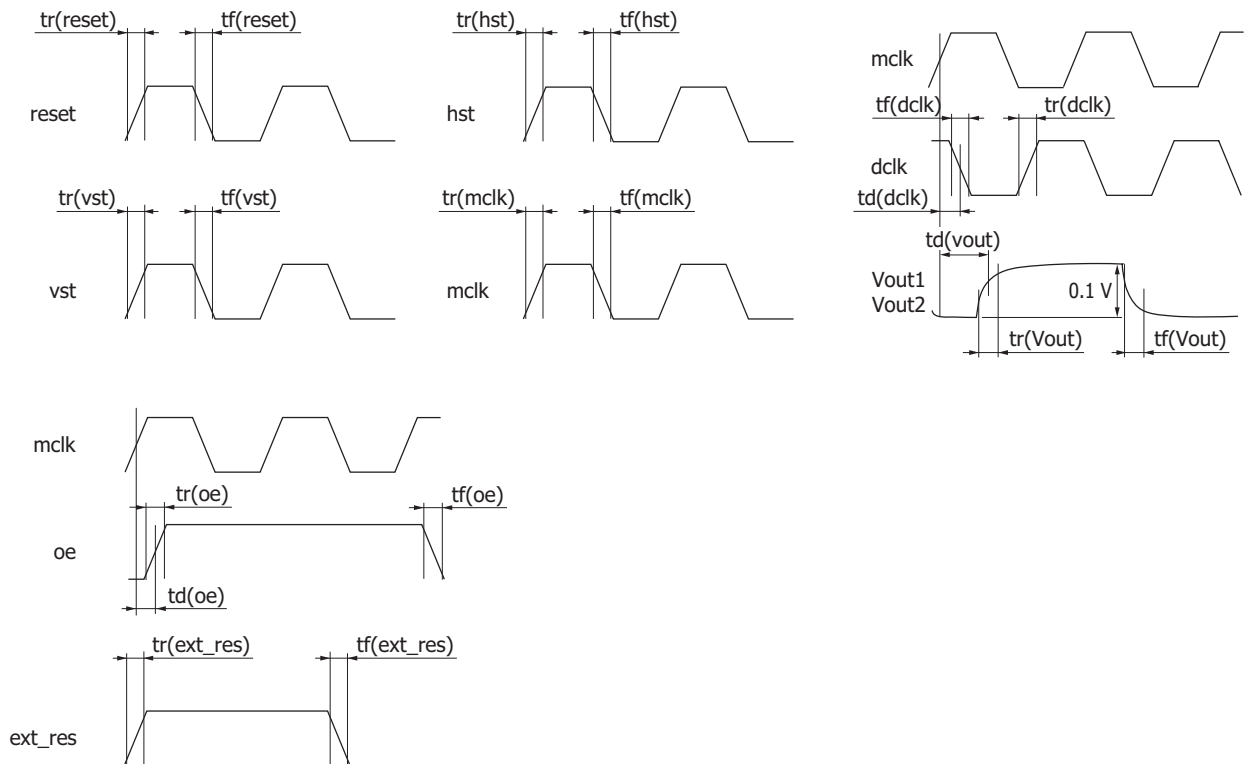 tr(reset)
tf(reset)
reset
tr(vst)
tf(vst)
vst
tr(hst)
tf(hst)
hst
tr(mclk)
tf(mclk)
mclk
mclk
tf(dclk)
tr(dclk)
dclk
td(dclk)
td(vout)
Vout1
Vout2
0.1 V
tr(Vout)
tf(Vout)
mclk
tr(oe)
tf(oe)
oe
td(oe)
tr(ext_res)
tf(ext_res)
ext_res